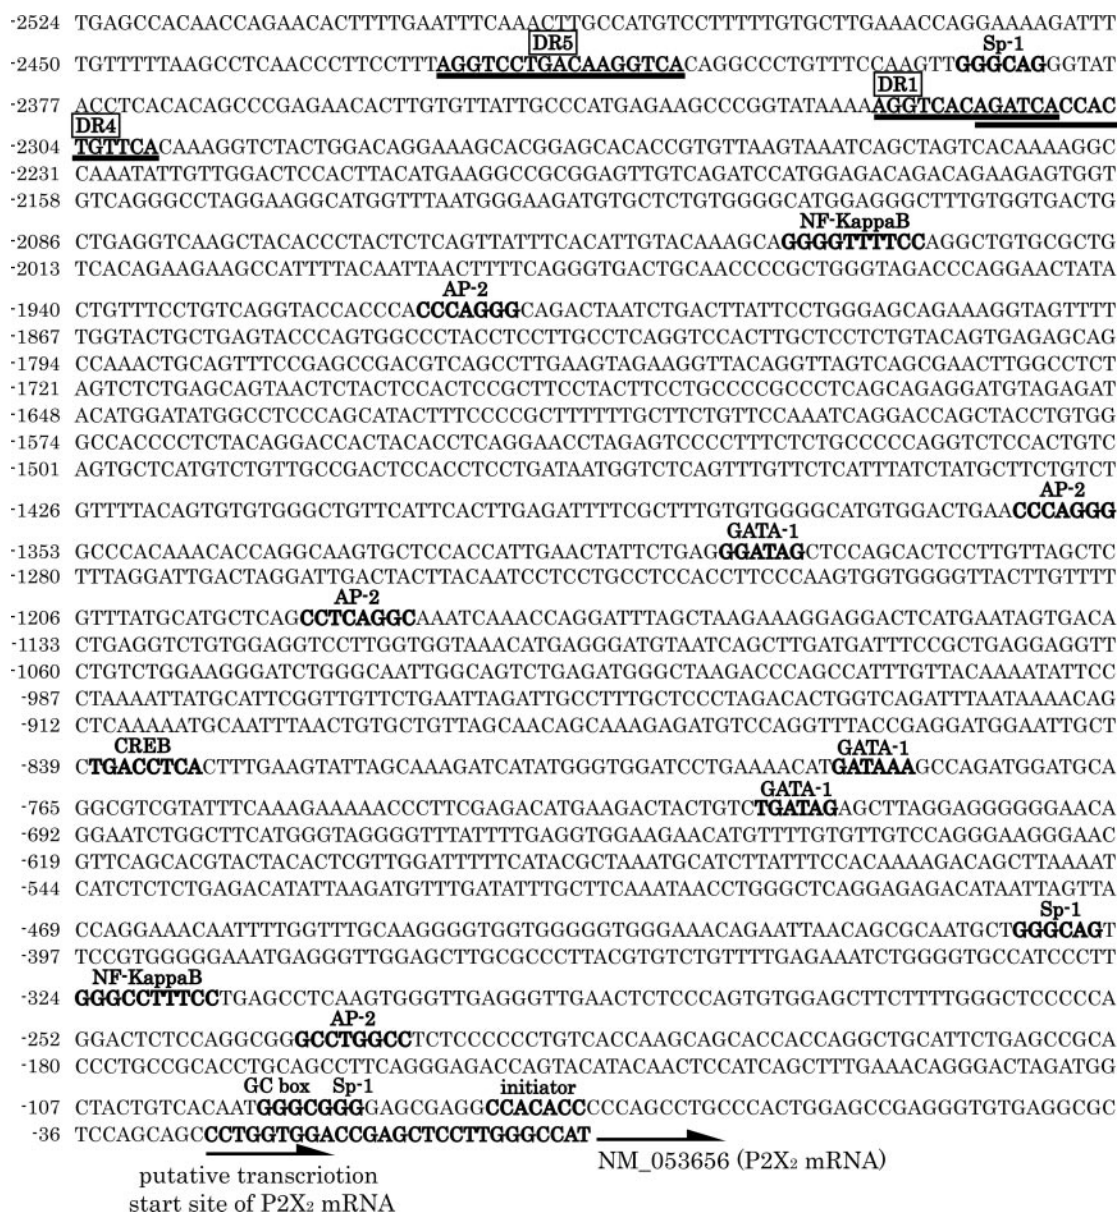 -2524 TGAGCCACAACCAGAACACTTTTGAATTTCAAACTTGCCATGTCCTTTTTGTGCTTGAAACCAGGAAAAGATTT
DR5 Sp-1
-2450 TGTTTTTAAGCCTCAACCCTTCCTTTAGGTCCTGACAAGGTCACAGGCCCTGTTTCCAAGTTGGGCAGGGTAT
DR1
-2377 ACCTCACACAGCCCGAGAACACTTGTGTTATTGCCCATGAGAAGCCCGGTATAAAAAGGTCACAGATCACCAC
DR4
-2304 TGTTCACAAAGGTCTACTGGACAGGAAAGCACGGAGCACACCGTGTTAAGTAAATCAGCTAGTCACAAAAGGC
-2231 CAAATATTGTTGGACTCCACTTACATGAAGGCCGCGGAGTTGTCAGATCCATGGAGACAGACAGAAGAGTGGT
-2158 GTCAGGGCCTAGGAAGGCATGGTTTAATGGGAAGATGTGCTCTGTGGGGCATGGAGGGCTTTGTGGTGACTG
NF-KappaB
-2086 CTGAGGTCAAGCTACACCCTACTCTCAGTTATTTCACATTGTACAAAGCAGGGGTTTTCCAGGCTGTGCGCTG
-2013 TCACAGAAGAAGCCATTTTACAATTAACTTTTCAGGGTGACTGCAACCCCGCTGGGTAGACCCAGGAACTATA
AP-2
-1940 CTGTTTCCTGTCAGGTACCACCCACCCAGGGCAGACTAATCTGACTTATTCCTGGGAGCAGAAAGGTAGTTTT
-1867 TGGTACTGCTGAGTACCCAGTGGCCCTACCTCCTTGCCTCAGGTCCACTTGCTCCTCTGTACAGTGAGAGCAG
-1794 CCAAACTGCAGTTTCCGAGCCGACGTCAGCCTTGAAGTAGAAGGTTACAGGTTAGTCAGCGAACTTGGCCTCT
-1721 AGTCTCTGAGCAGTAACTCTACTCCACTCCGCTTCCTACTTCCTGCCCCGCCCTCAGCAGAGGATGTAGAGAT
-1648 ACATGGATATGGCCTCCCAGCATACTTTCCCCGCTTTTTTGCTTCTGTTCCAAATCAGGACCAGCTACCTGTGG
-1574 GCCACCCCTCTACAGGACCACTACACCTCAGGAACCTAGAGTCCCCTTTCTCTGCCCCCAGGTCTCCACTGTC
-1501 AGTGCTCATGTCTGTTGCCGACTCCACCTCCTGATAATGGTCTCAGTTTGTTCTCATTTATCTATGCTTCTGTCT
AP-2
-1426 GTTTTACAGTGTGTGGGCTGTTCATTCACTTGAGATTTTCGCTTTGTGTGGGGCATGTGGACTGAACCCAGGG
GATA-1
-1353 GCCCACAAACACCAGGCAAGTGCTCCACCATTGAACTATTCTGAGGGATAGCTCCAGCACTCCTTGTTAGCTC
-1280 TTTAGGATTGACTAGGATTGACTACTTACAATCCTCCTGCCTCCACCTTCCCAAGTGGTGGGGTTACTTGTTTT
AP-2
-1206 GTTTATGCATGCTCAGCCTCAGGCAAATCAAACCAGGATTTAGCTAAGAAAGGAGGACTCATGAATAGTGACA
-1133 CTGAGGTCTGTGGAGGTCCTTGGTGGTAAACATGAGGGATGTAATCAGCTTGATGATTTCCGCTGAGGAGGTT
-1060 CTGTCTGGAAGGGATCTGGGCAATTGGCAGTCTGAGATGGGCTAAGACCCAGCCATTTGTTACAAAATATTCC
-987 CTAAAATTATGCATTCGGTTGTTCTGAATTAGATTGCCTTTGCTCCCTAGACACTGGTCAGATTTAATAAAACAG
-912 CTCAAAAATGCAATTTAACTGTGCTGTTAGCAACAGCAAAGAGATGTCCAGGTTTACCGAGGATGGAATTGCT
CREB GATA-1
-839 CTGACCTCACTTTGAAGTATTAGCAAAGATCATATGGGTGGATCCTGAAAACATGATAAAGCCAGATGGATGCA
GATA-1
-765 GGCGTCGTATTTCAAAGAAAAACCCTTCGAGACATGAAGACTACTGTCTGATAGAGCTTAGGAGGGGGGAACA
-692 GGAATCTGGCTTCATGGGTAGGGGTTTATTTTGAGGTGGAAGAACATGTTTTGTGTTGTCCAGGGAAGGGAAC
-619 GTTCAGCACGTACTACACTCGTTGGATTTTTCATACGCTAAATGCATCTTATTTCCACAAAAGACAGCTTAAAAT
-544 CATCTCTCTGAGACATATTAAGATGTTTGATATTTGCTTCAAATAACCTGGGCTCAGGAGAGACATAATTAGTTA
Sp-1
-469 CCAGGAAACAATTTTGGTTTGCAAGGGGTGGTGGGGGTGGGAAACAGAATTAACAGCGCAATGCTGGGCAGT
-397 TCCGTGGGGGAAATGAGGGTTGGAGCTTGCGCCCTTACGTGTCTGTTTTGAGAAATCTGGGGTGCCATCCCTT
NF-KappaB
-324 GGGCCTTTCCTGAGCCTCAAGTGGGTTGAGGGTTGAACTCTCCCAGTGTGGAGCTTCTTTTGGGCTCCCCCA
AP-2
-252 GGACTCTCCAGGCGGGCCTGGCCTCTCCCCCCTGTCACCAAGCAGCACCACCAGGCTGCATTCTGAGCCGCA
-180 CCCTGCCGCACCTGCAGCCTTCAGGGAGACCAGTACATACAACTCCATCAGCTTTGAAACAGGGACTAGATGG
GC box Sp-1 initiator
-107 CTACTGTCACAATGGGCGGGGAGCGAGGCCACACCCCCAGCCTGCCCACTGGAGCCGAGGGTGTGAGGCGC
-36 TCCAGCAGCCCTGGTGGACCGAGCTCCTTGGGCCAT
NM_053656 (P2X₂ mRNA)
putative transcriotion
start site of P2X₂ mRNA